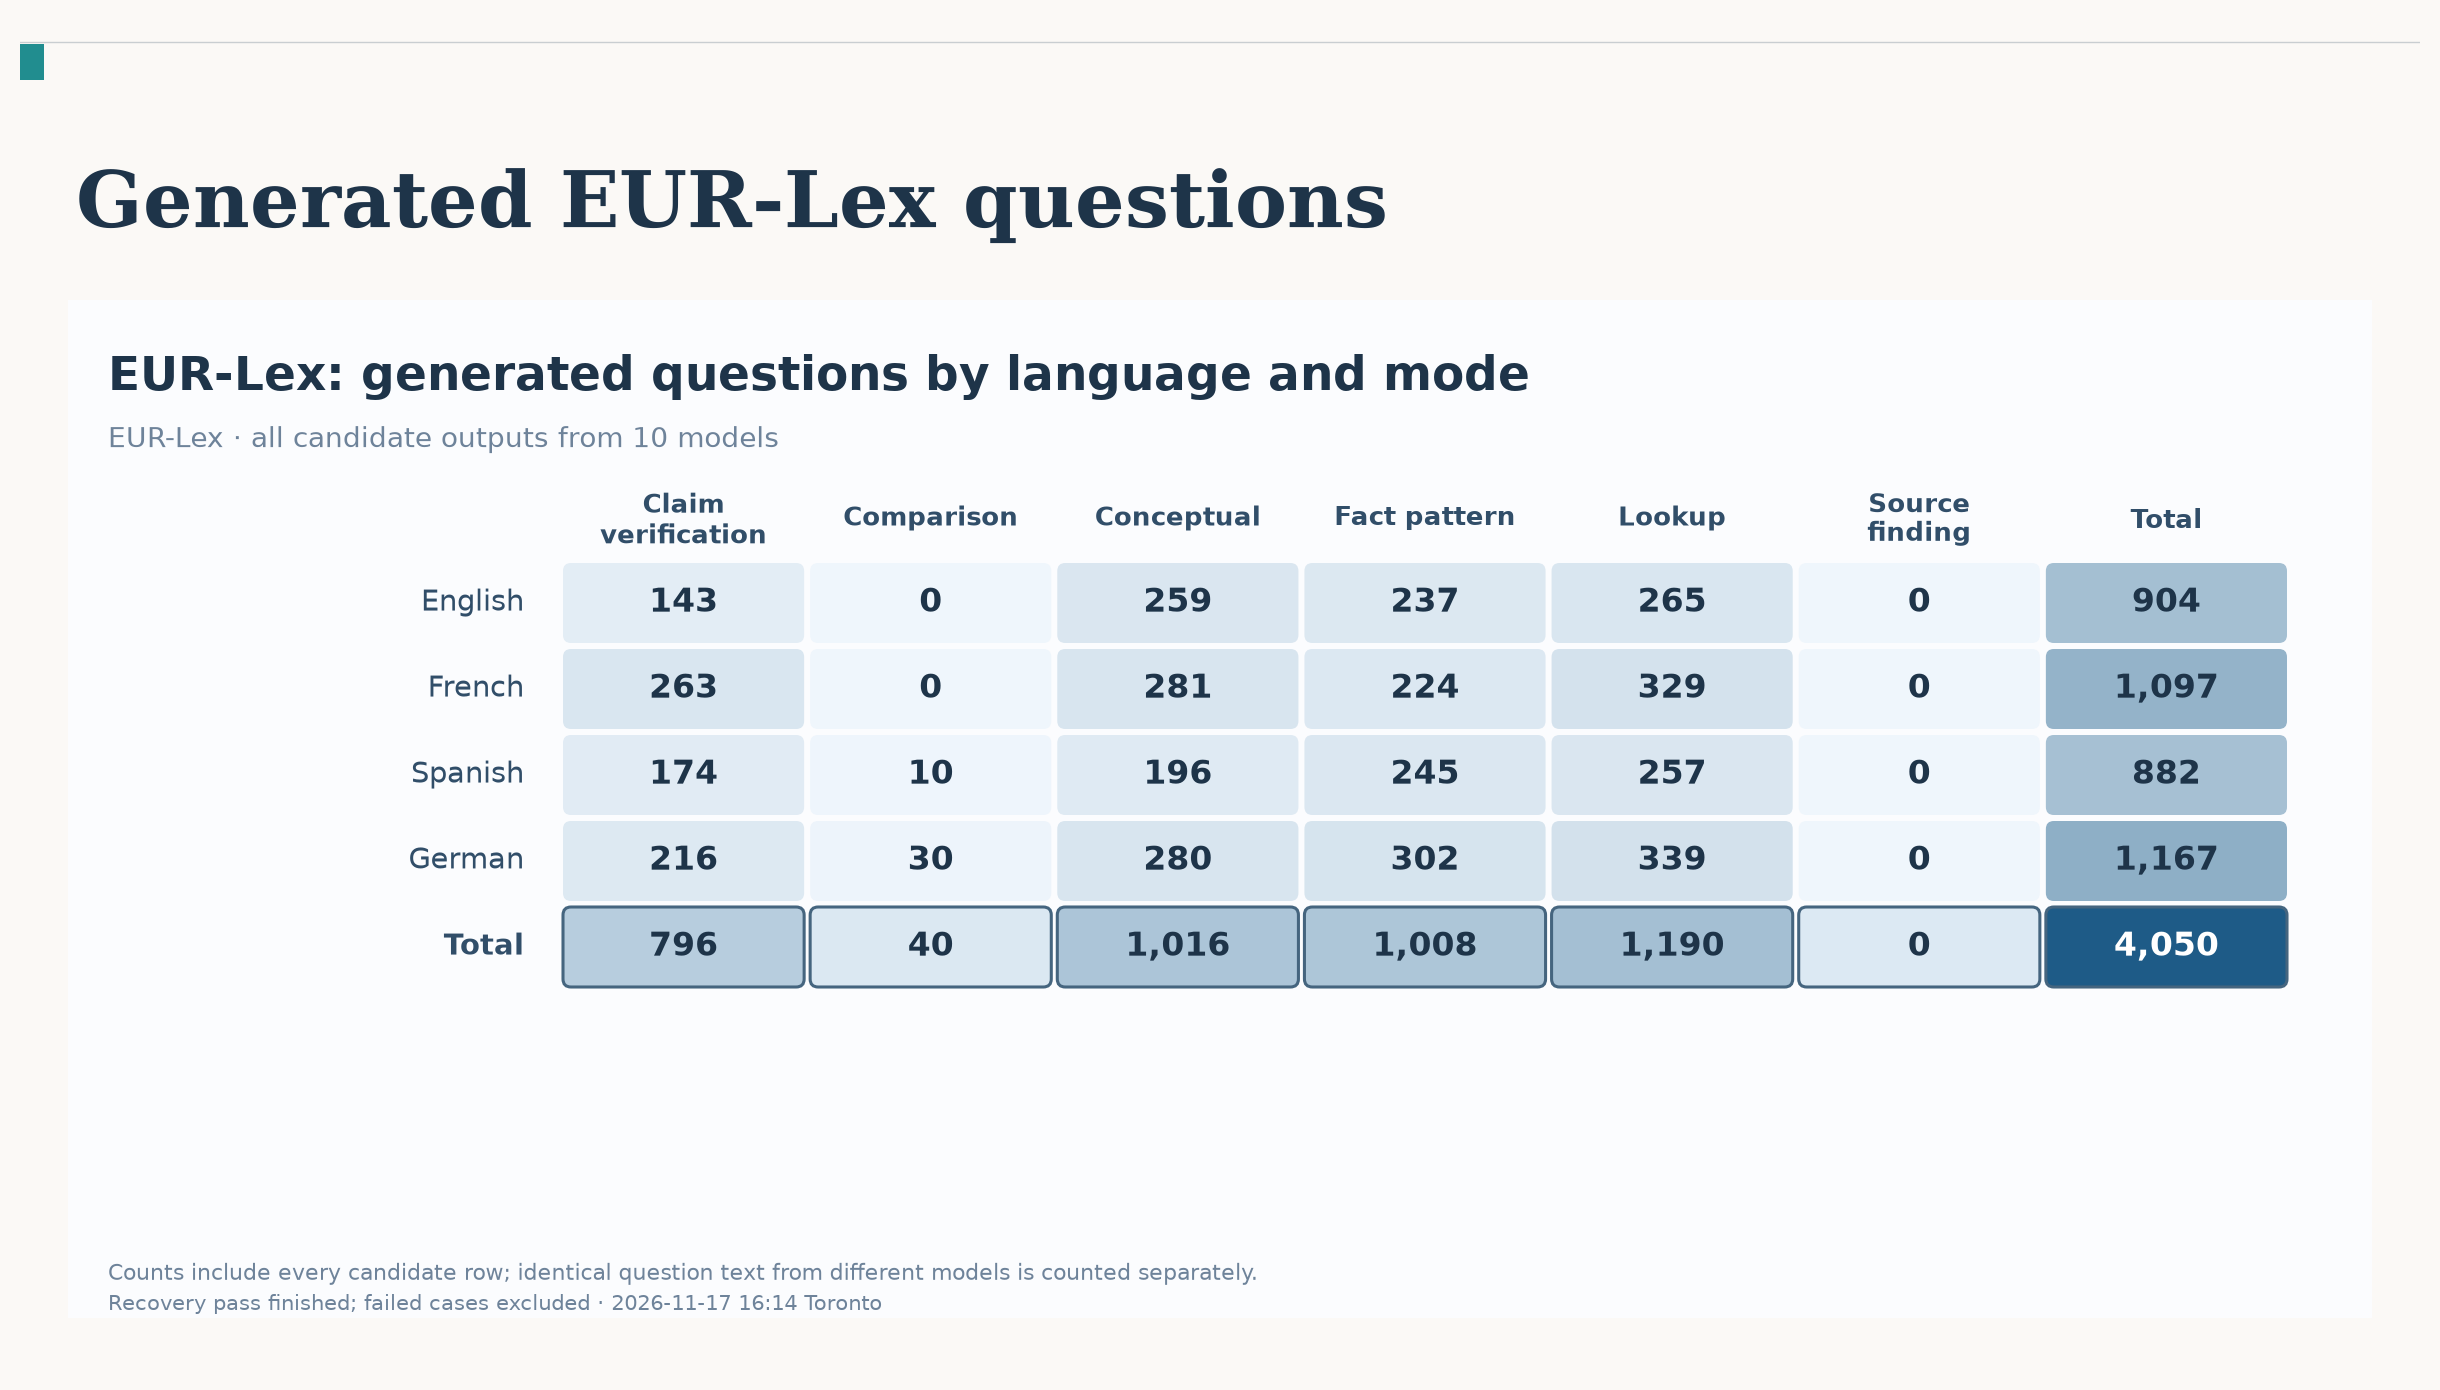 Generated EUR-Lex questions
EUR-Lex: generated questions by language and mode
EUR-Lex · all candidate outputs from 10 models
Claim verification Comparison Conceptual Fact pattern Lookup Source finding Total
English 143 0 259 237 265 0 904
French 263 0 281 224 329 0 1,097
Spanish 174 10 196 245 257 0 882
German 216 30 280 302 339 0 1,167
Total 796 40 1,016 1,008 1,190 0 4,050
Counts include every candidate row; identical question text from different models is counted separately.
Recovery pass finished; failed cases excluded · 2026-11-17 16:14 Toronto